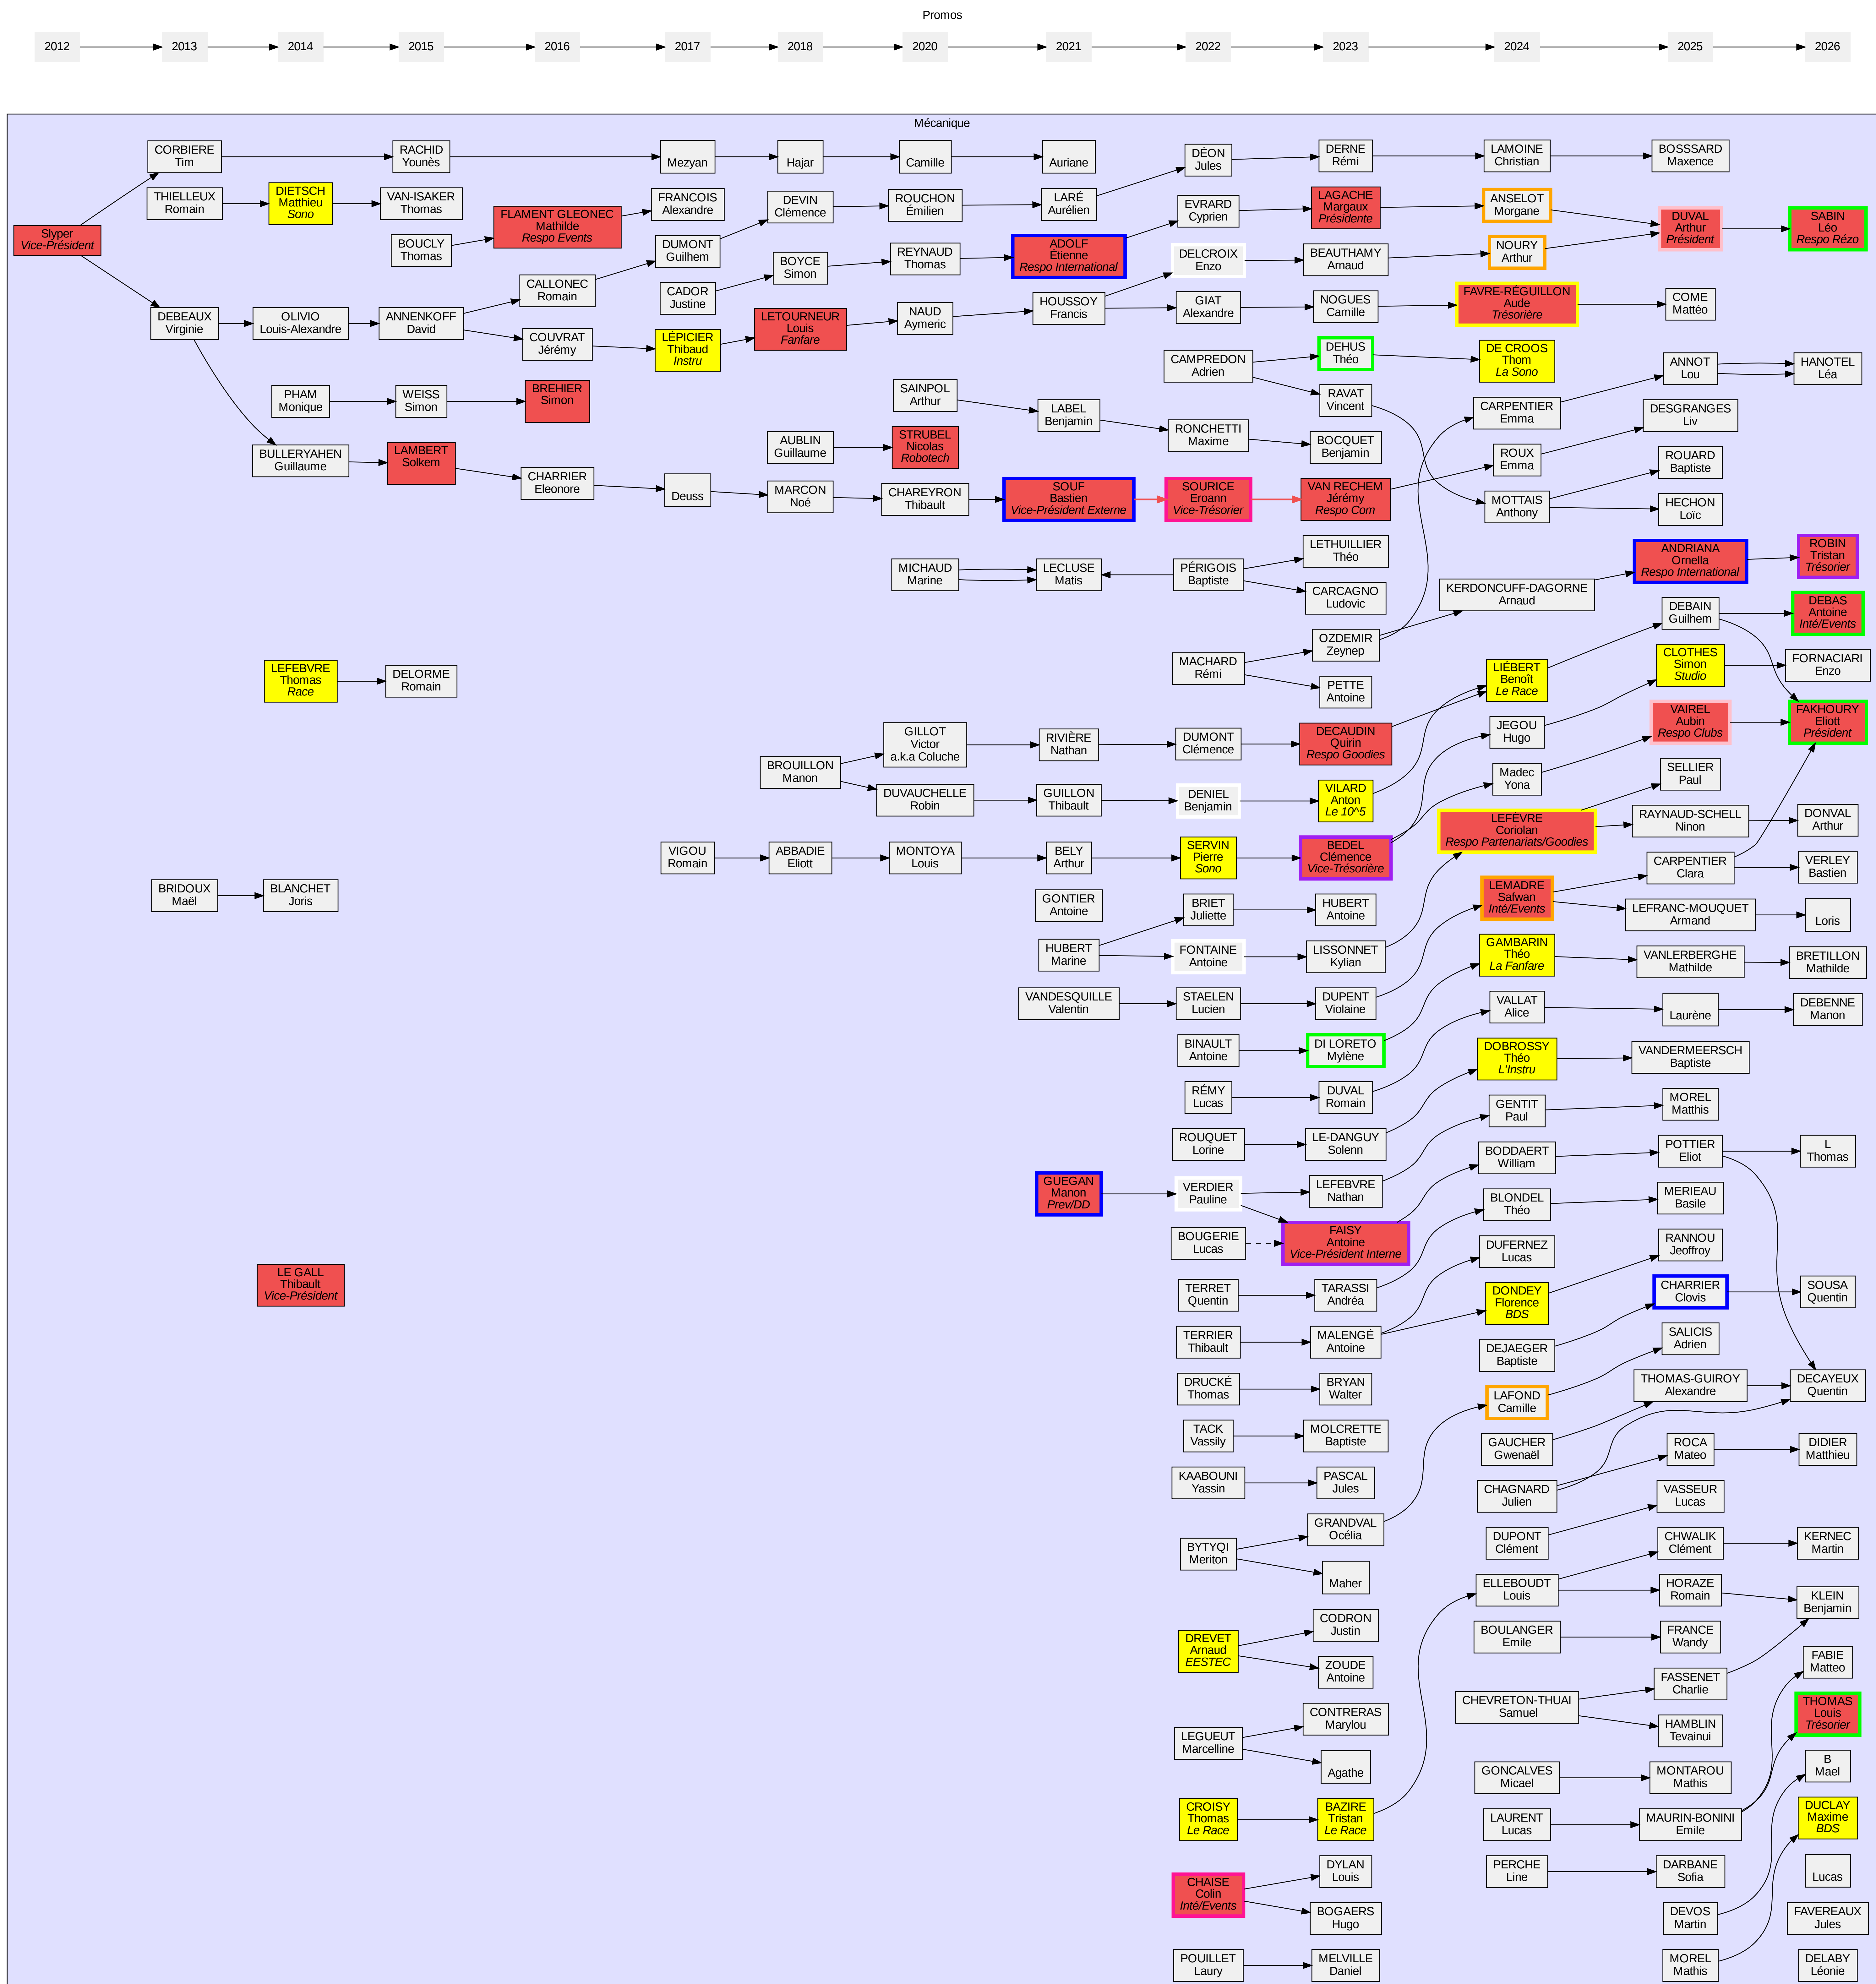 Promos
2012
2013
2014
2015
2016
2017
2018
2020
2021
2022
2023
2024
2025
2026
Mécanique
Slyper
Vice-Président
CORBIERE
Tim
THIELLEUX
Romain
DEBEAUX
Virginie
BRIDOUX
Maël
DIETSCH
Matthieu
Sono
OLIVIO
Louis-Alexandre
PHAM
Monique
BULLERYAHEN
Guillaume
LEFEBVRE
Thomas
Race
BLANCHET
Joris
LE GALL
Thibault
Vice-Président
RACHID
Younès
VAN-ISAKER
Thomas
BOUCLY
Thomas
ANNENKOFF
David
WEISS
Simon
LAMBERT
Solkem
DELORME
Romain
FLAMENT GLEONEC
Mathilde
Respo Events
CALLONEC
Romain
COUVRAT
Jérémy
BREHIER
Simon
CHARRIER
Eleonore
Mezyan
FRANCOIS
Alexandre
DUMONT
Guilhem
CADOR
Justine
LÉPICIER
Thibaud
Instru
Deuss
VIGOU
Romain
Hajar
DEVIN
Clémence
BOYCE
Simon
LETOURNEUR
Louis
Fanfare
AUBLIN
Guillaume
MARCON
Noé
BROUILLON
Manon
ABBADIE
Eliott
Camille
ROUCHON
Émilien
REYNAUD
Thomas
NAUD
Aymeric
SAINPOL
Arthur
STRUBEL
Nicolas
Robotech
CHAREYRON
Thibault
MICHAUD
Marine
GILLOT
Victor
a.k.a Coluche
DUVAUCHELLE
Robin
MONTOYA
Louis
Auriane
LARÉ
Aurélien
ADOLF
Étienne
Respo International
HOUSSOY
Francis
LABEL
Benjamin
SOUF
Bastien
Vice-Président Externe
LECLUSE
Matis
RIVIÈRE
Nathan
GUILLON
Thibault
BELY
Arthur
GONTIER
Antoine
HUBERT
Marine
VANDESQUILLE
Valentin
GUEGAN
Manon
Prev/DD
DÉON
Jules
EVRARD
Cyprien
DELCROIX
Enzo
GIAT
Alexandre
CAMPREDON
Adrien
RONCHETTI
Maxime
SOURICE
Eroann
Vice-Trésorier
PÉRIGOIS
Baptiste
MACHARD
Rémi
DUMONT
Clémence
DENIEL
Benjamin
SERVIN
Pierre
Sono
BRIET
Juliette
FONTAINE
Antoine
STAELEN
Lucien
BINAULT
Antoine
RÉMY
Lucas
ROUQUET
Lorine
VERDIER
Pauline
BOUGERIE
Lucas
TERRET
Quentin
TERRIER
Thibault
DRUCKÉ
Thomas
TACK
Vassily
KAABOUNI
Yassin
BYTYQI
Meriton
DREVET
Arnaud
EESTEC
LEGUEUT
Marcelline
CROISY
Thomas
Le Race
CHAISE
Colin
Inté/Events
POUILLET
Laury
DERNE
Rémi
LAGACHE
Margaux
Présidente
BEAUTHAMY
Arnaud
NOGUES
Camille
DEHUS
Théo
RAVAT
Vincent
BOCQUET
Benjamin
VAN RECHEM
Jérémy
Respo Com
LETHUILLIER
Théo
CARCAGNO
Ludovic
OZDEMIR
Zeynep
PETTE
Antoine
DECAUDIN
Quirin
Respo Goodies
VILARD
Anton
Le 10^5
BEDEL
Clémence
Vice-Trésorière
HUBERT
Antoine
LISSONNET
Kylian
DUPENT
Violaine
DI LORETO
Mylène
DUVAL
Romain
LE-DANGUY
Solenn
LEFEBVRE
Nathan
FAISY
Antoine
Vice-Président Interne
TARASSI
Andréa
MALENGÉ
Antoine
BRYAN
Walter
MOLCRETTE
Baptiste
PASCAL
Jules
GRANDVAL
Océlia
Maher
CODRON
Justin
ZOUDE
Antoine
CONTRERAS
Marylou
Agathe
BAZIRE
Tristan
Le Race
DYLAN
Louis
BOGAERS
Hugo
MELVILLE
Daniel
LAMOINE
Christian
ANSELOT
Morgane
NOURY
Arthur
FAVRE-RÉGUILLON
Aude
Trésorière
DE CROOS
Thom
La Sono
CARPENTIER
Emma
ROUX
Emma
MOTTAIS
Anthony
KERDONCUFF-DAGORNE
Arnaud
LIÉBERT
Benoît
Le Race
JEGOU
Hugo
Madec
Yona
LEFÈVRE
Coriolan
Respo Partenariats/Goodies
LEMADRE
Safwan
Inté/Events
GAMBARIN
Théo
La Fanfare
VALLAT
Alice
DOBROSSY
Théo
L'Instru
GENTIT
Paul
BODDAERT
William
BLONDEL
Théo
DUFERNEZ
Lucas
DONDEY
Florence
BDS
DEJAEGER
Baptiste
LAFOND
Camille
GAUCHER
Gwenaël
CHAGNARD
Julien
DUPONT
Clément
ELLEBOUDT
Louis
BOULANGER
Emile
CHEVRETON-THUAI
Samuel
GONCALVES
Micael
LAURENT
Lucas
PERCHE
Line
BOSSSARD
Maxence
DUVAL
Arthur
Président
COME
Mattéo
ANNOT
Lou
DESGRANGES
Liv
ROUARD
Baptiste
HECHON
Loïc
ANDRIANA
Ornella
Respo International
DEBAIN
Guilhem
CLOTHES
Simon
Studio
VAIREL
Aubin
Respo Clubs
SELLIER
Paul
RAYNAUD-SCHELL
Ninon
CARPENTIER
Clara
LEFRANC-MOUQUET
Armand
VANLERBERGHE
Mathilde
Laurène
VANDERMEERSCH
Baptiste
MOREL
Matthis
POTTIER
Eliot
MERIEAU
Basile
RANNOU
Jeoffroy
CHARRIER
Clovis
SALICIS
Adrien
THOMAS-GUIROY
Alexandre
ROCA
Mateo
VASSEUR
Lucas
CHWALIK
Clément
HORAZE
Romain
FRANCE
Wandy
FASSENET
Charlie
HAMBLIN
Tevainui
MONTAROU
Mathis
MAURIN-BONINI
Emile
DARBANE
Sofia
DEVOS
Martin
MOREL
Mathis
SABIN
Léo
Respo Rézo
HANOTEL
Léa
ROBIN
Tristan
Trésorier
DEBAS
Antoine
Inté/Events
FORNACIARI
Enzo
FAKHOURY
Eliott
Président
DONVAL
Arthur
VERLEY
Bastien
Loris
BRETILLON
Mathilde
DEBENNE
Manon
L
Thomas
SOUSA
Quentin
DECAYEUX
Quentin
DIDIER
Matthieu
KERNEC
Martin
KLEIN
Benjamin
FABIE
Matteo
THOMAS
Louis
Trésorier
B
Mael
DUCLAY
Maxime
BDS
Lucas
FAVEREAUX
Jules
DELABY
Léonie